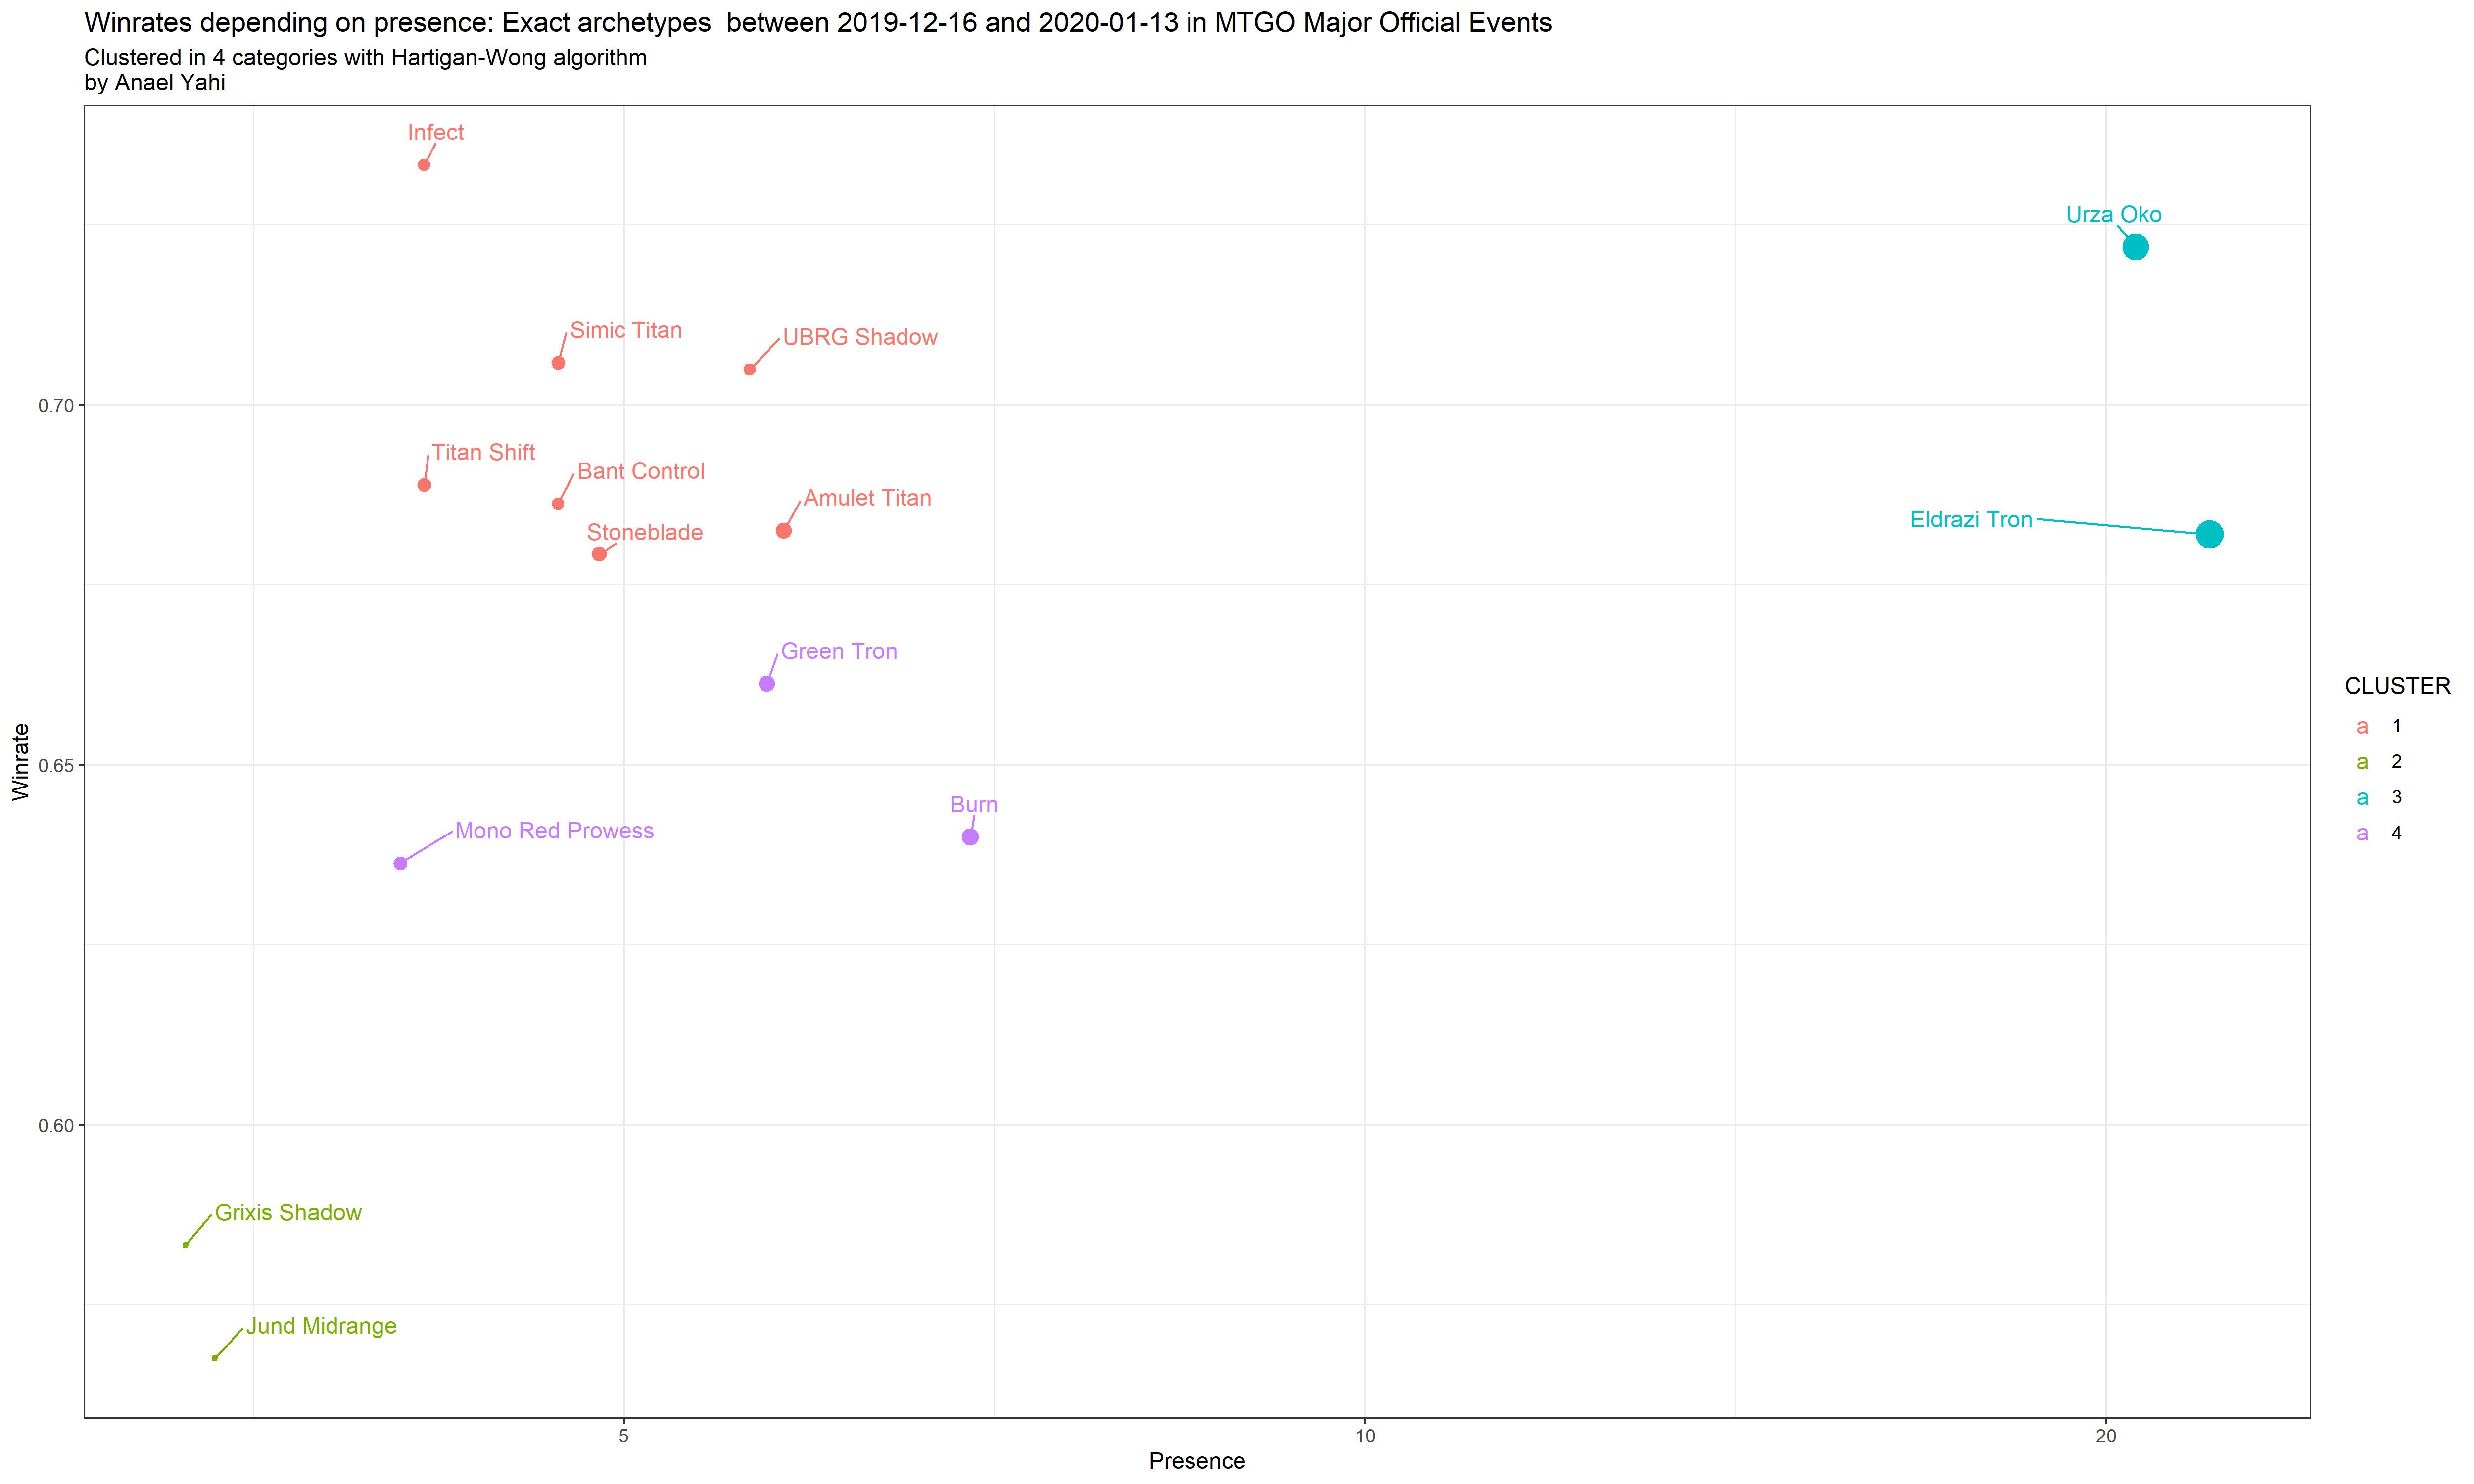 Winrates depending on presence: Exact archetypes  between 2019-12-16 and 2020-01-13 in MTGO Major Official Events
Clustered in 4 categories with Hartigan-Wong algorithm
by Anael Yahi
Infect
Urza Oko
Simic Titan
UBRG Shadow
0.70
Titan Shift
Bant Control
Amulet Titan
Eldrazi Tron
Stoneblade
Green Tron
CLUSTER
a 1
a 2
a 3
a 4
Winrate
0.65
Burn
Mono Red Prowess
0.60
Grixis Shadow
Jund Midrange
5
10
20
Presence